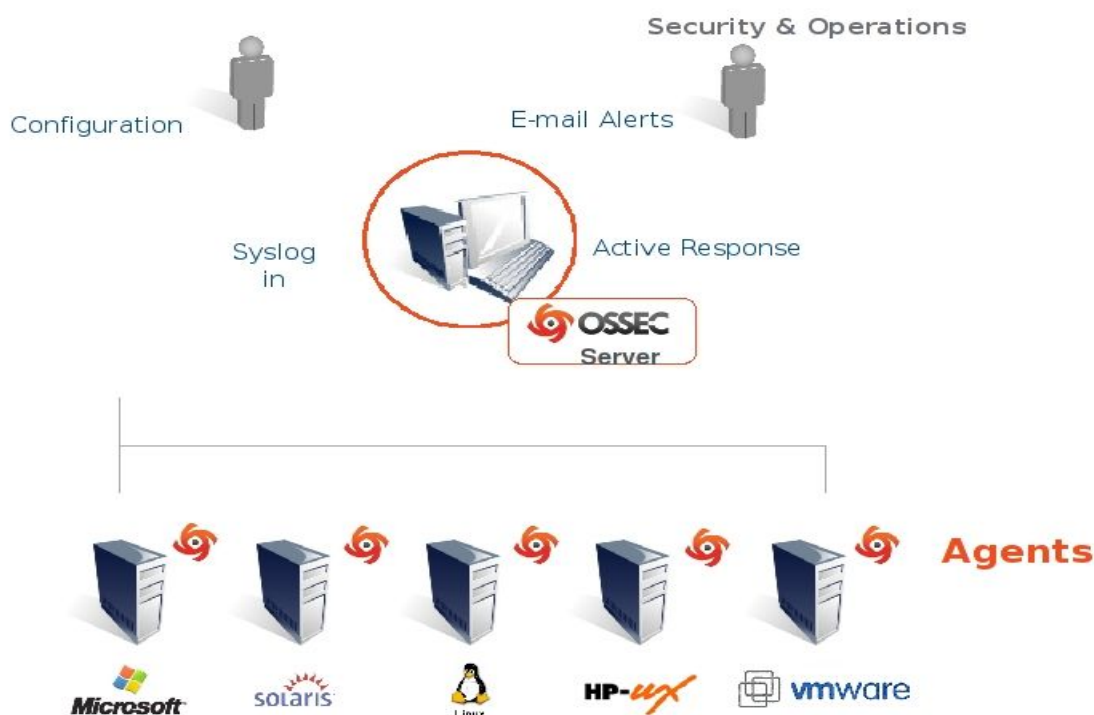 Security & Operations
Configuration
E-mail Alerts
Syslog
in
Active Response
OSSEC
Server
Agents
Microsoft
solaris
Linux
HP-ux
vmware